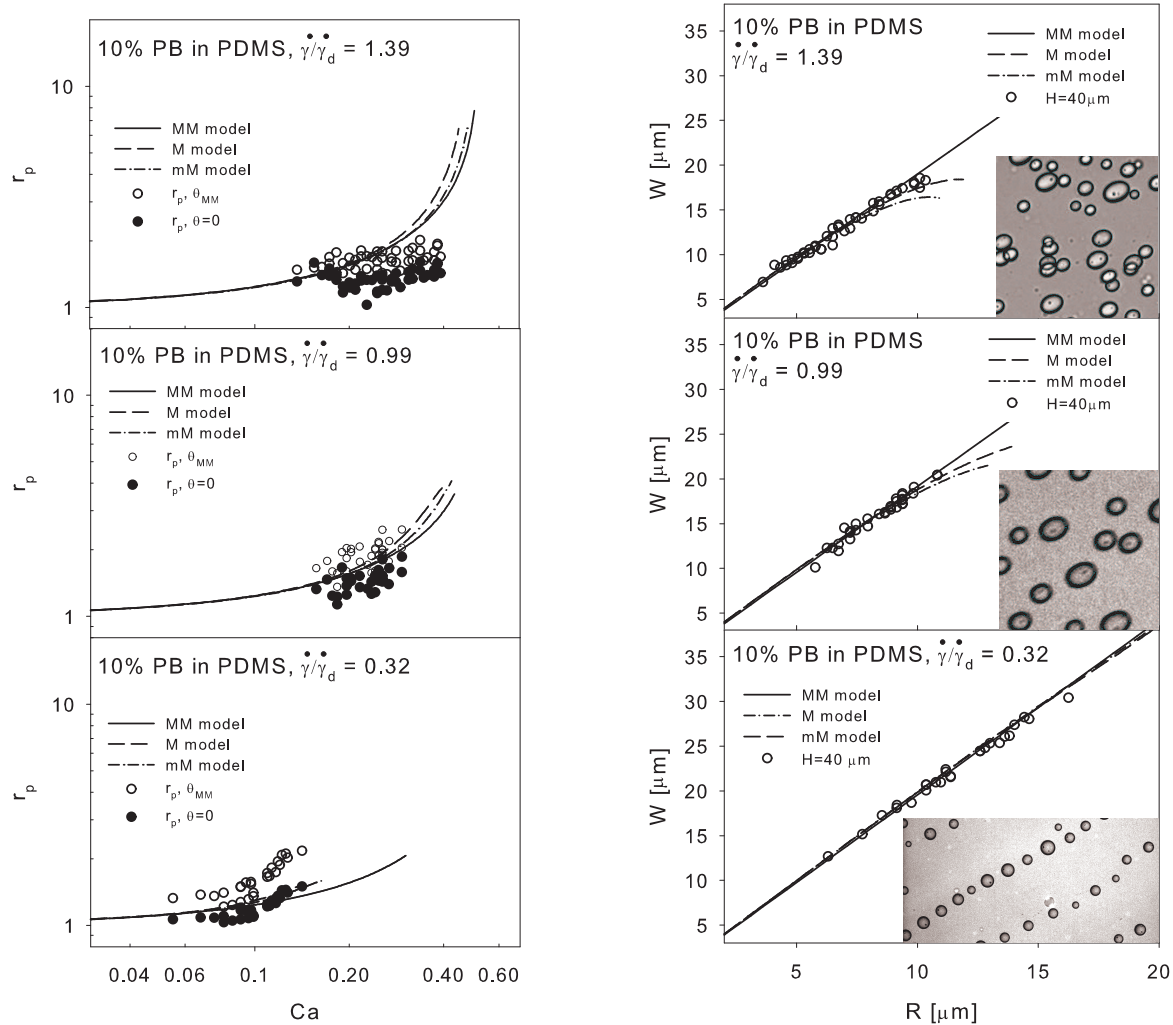 10% PB in PDMS, γ̇/γ̇d = 1.39
10
MM model
M model
mM model
rp, θMM
rp, θ=0
rp
1
10% PB in PDMS, γ̇/γ̇d = 0.99
10
MM model
M model
mM model
rp, θMM
rp, θ=0
rp
1
10% PB in PDMS, γ̇/γ̇d = 0.32
10
MM model
M model
mM model
rp, θMM
rp, θ=0
rp
1
0.04 0.06 0.1 0.20 0.40 0.60
Ca
10% PB in PDMS
γ̇/γ̇d = 1.39
MM model
M model
mM model
H=40μm
W [μm]
35
30
25
20
15
10
5
10% PB in PDMS
γ̇/γ̇d = 0.99
MM model
M model
mM model
H=40μm
W [μm]
35
30
25
20
15
10
5
10% PB in PDMS, γ̇/γ̇d = 0.32
MM model
M model
mM model
H=40 μm
W [μm]
35
30
25
20
15
10
5
5 10 15 20
R [μm]